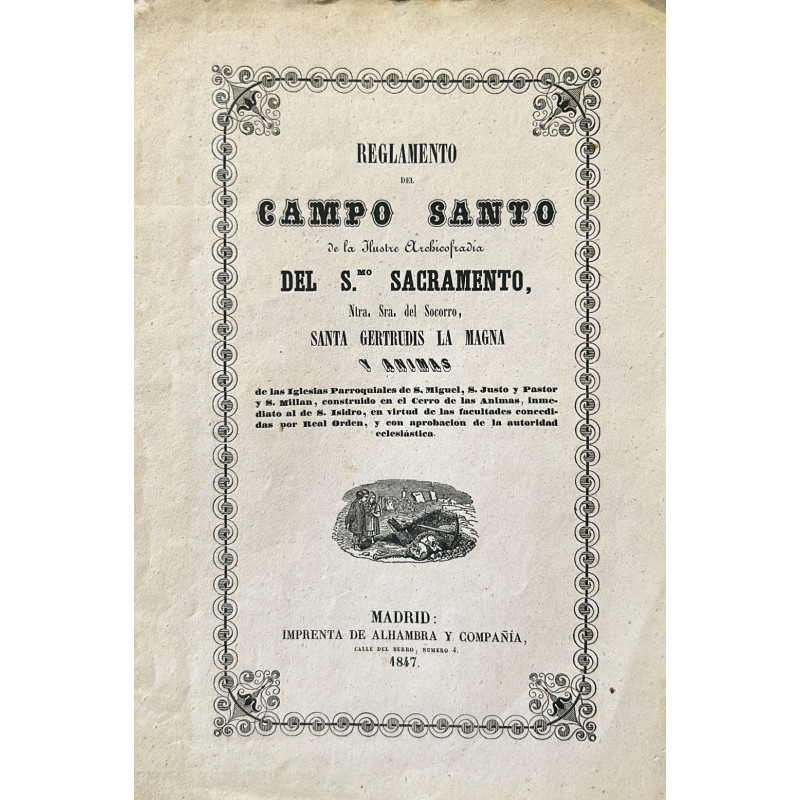 REGLAMENTO
DEL
CAMPO SANTO
de la Ilustre Archicofradía
DEL S.MO SACRAMENTO,
Ntra. Sra. del Socorro,
SANTA GERTRUDIS LA MAGNA
Y ANIMAS
de las Iglesias Parroquiales de S. Miguel, S. Justo y Pastor
y S. Millan, construido en el Cerro de las Animas, inme-
diato al de S. Isidro, en virtud de las facultades concedi-
das por Real Orden, y con aprobacion de la autoridad
eclesiástica.
MADRID:
IMPRENTA DE ALHAMBRA Y COMPAÑÍA,
CALLE DEL BURRO, NUMERO 4.
1847.